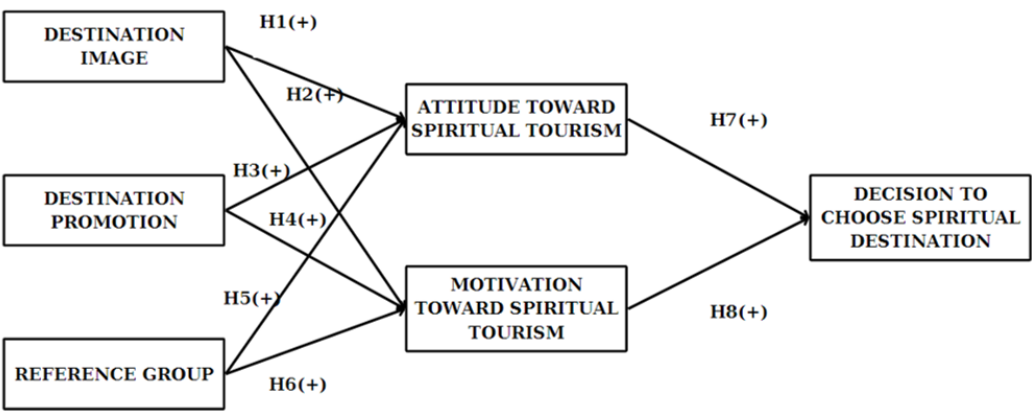 DESTINATION
IMAGE
H1(+)
H2(+)
ATTITUDE TOWARD
SPIRITUAL TOURISM
H7(+)
DESTINATION
PROMOTION
H3(+)
H4(+)
DECISION TO
CHOOSE SPIRITUAL
DESTINATION
H5(+)
MOTIVATION
TOWARD SPIRITUAL
TOURISM
H8(+)
REFERENCE GROUP
H6(+)